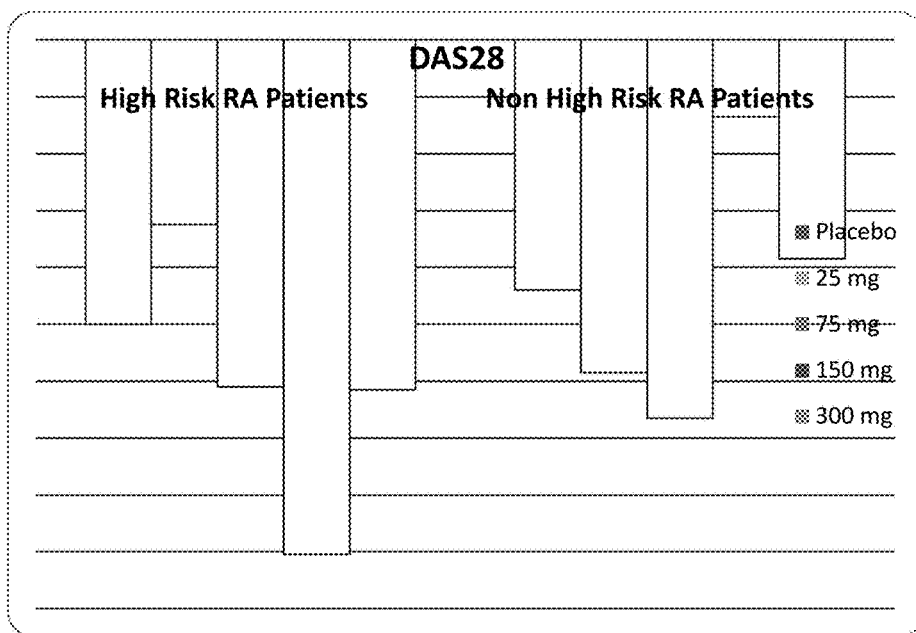 DAS28
High Risk RA Patients
Non High Risk RA Patients
Placebo
25 mg
75 mg
150 mg
300 mg